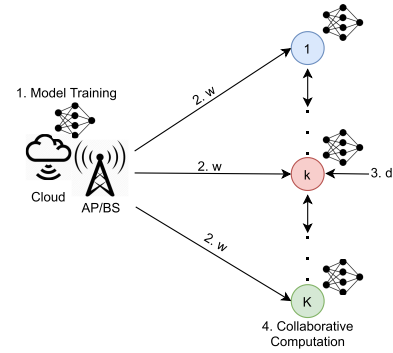 1
1. Model Training
2. w
Cloud
AP/BS
2. w
k
3. d
2. w
K
4. Collaborative
Computation